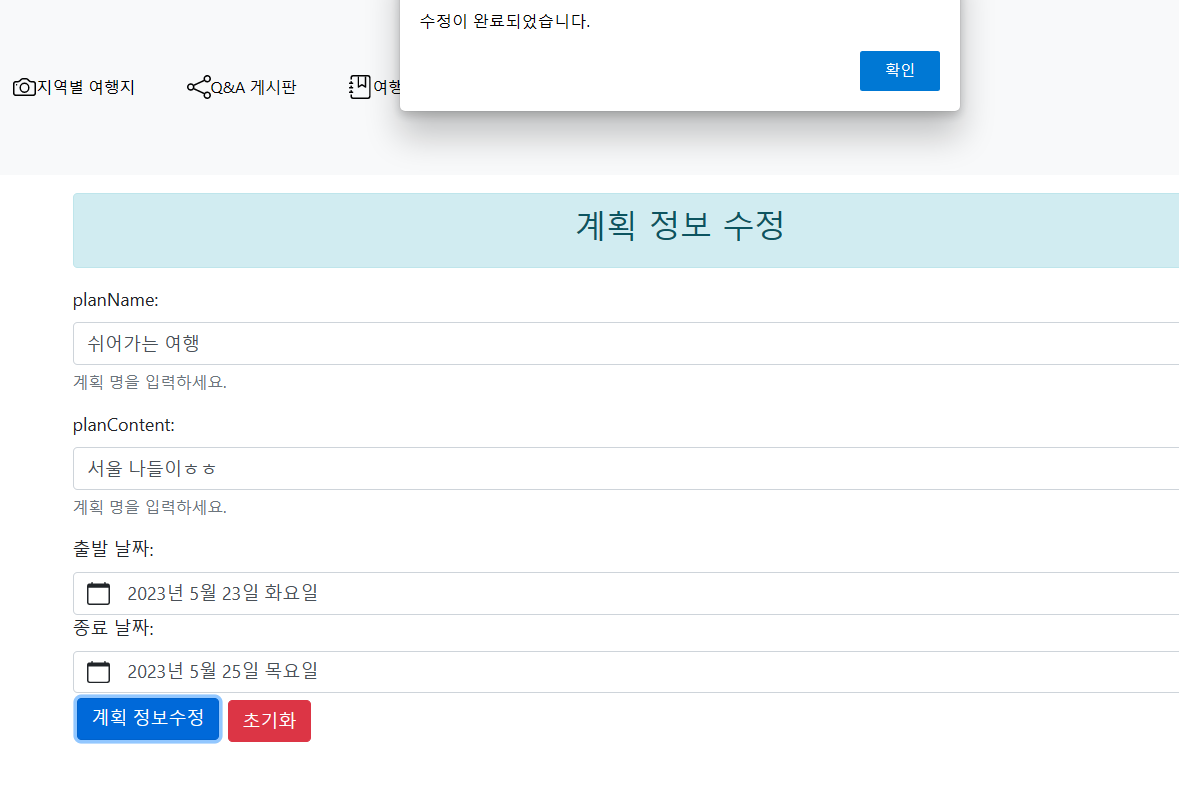 수정이 완료되었습니다.
확인
지역별 여행지 Q&A 게시판 여행
계획 정보 수정
planName:
쉬어가는 여행
계획 명을 입력하세요.
planContent:
서울 나들이ㅎㅎ
계획 명을 입력하세요.
출발 날짜:
2023년 5월 23일 화요일
종료 날짜:
2023년 5월 25일 목요일
계획 정보수정 초기화